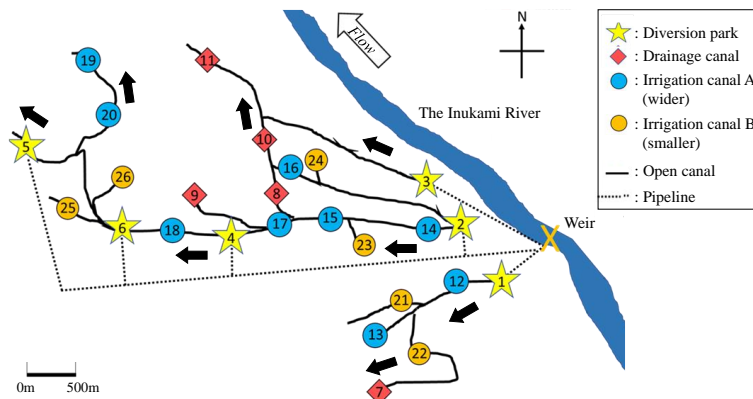 19
11
Flow
N
20
The Inukami River
5
10
16
24
3
26
9
8
25
6
18
4
17
15
14
2
Weir
23
12
1
21
13
22
7
0m 500m
: Diversion park
: Drainage canal
: Irrigation canal A
(wider)
: Irrigation canal B
(smaller)
: Open canal
: Pipeline